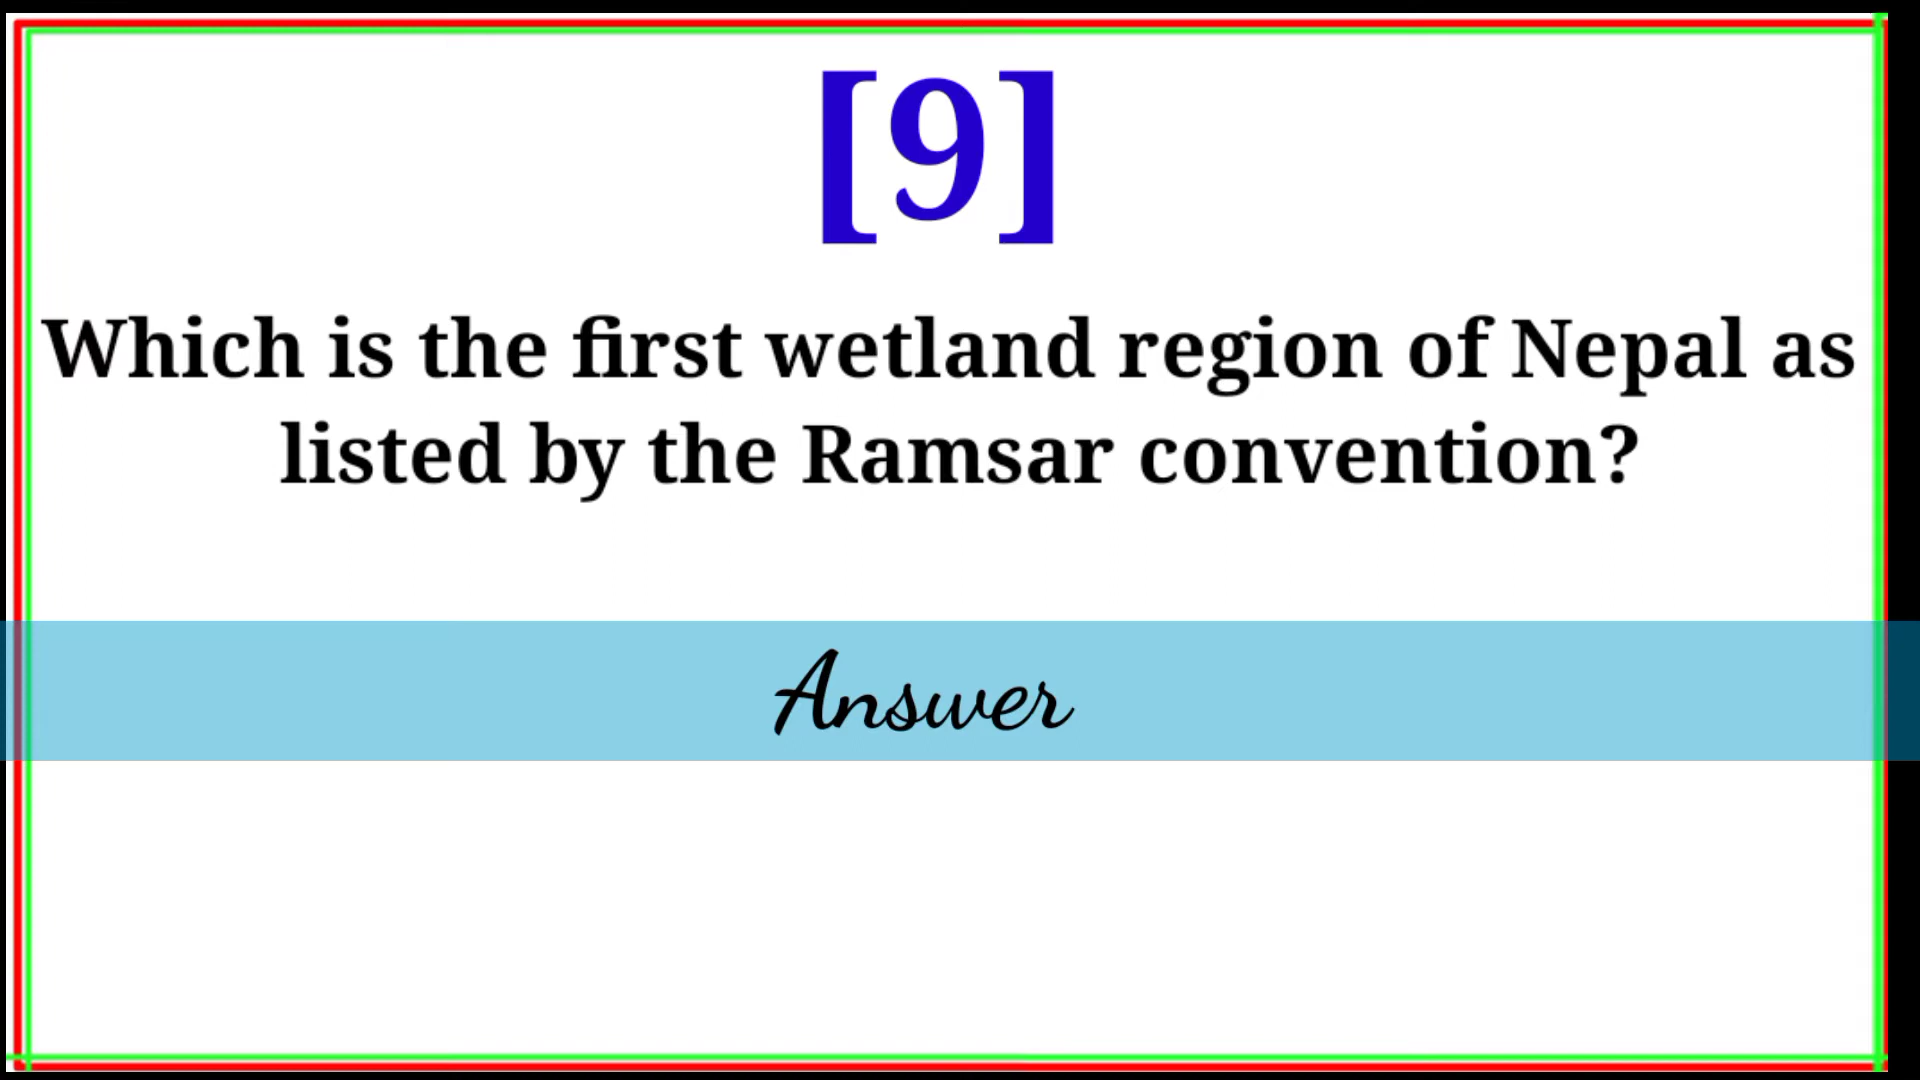 [9]
Which is the first wetland region of Nepal as
listed by the Ramsar convention?
Answer